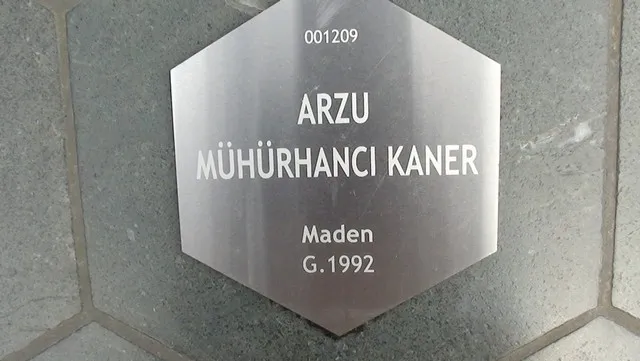 001209
ARZU
MÜHÜRHANCI KANER
Maden
G.1992